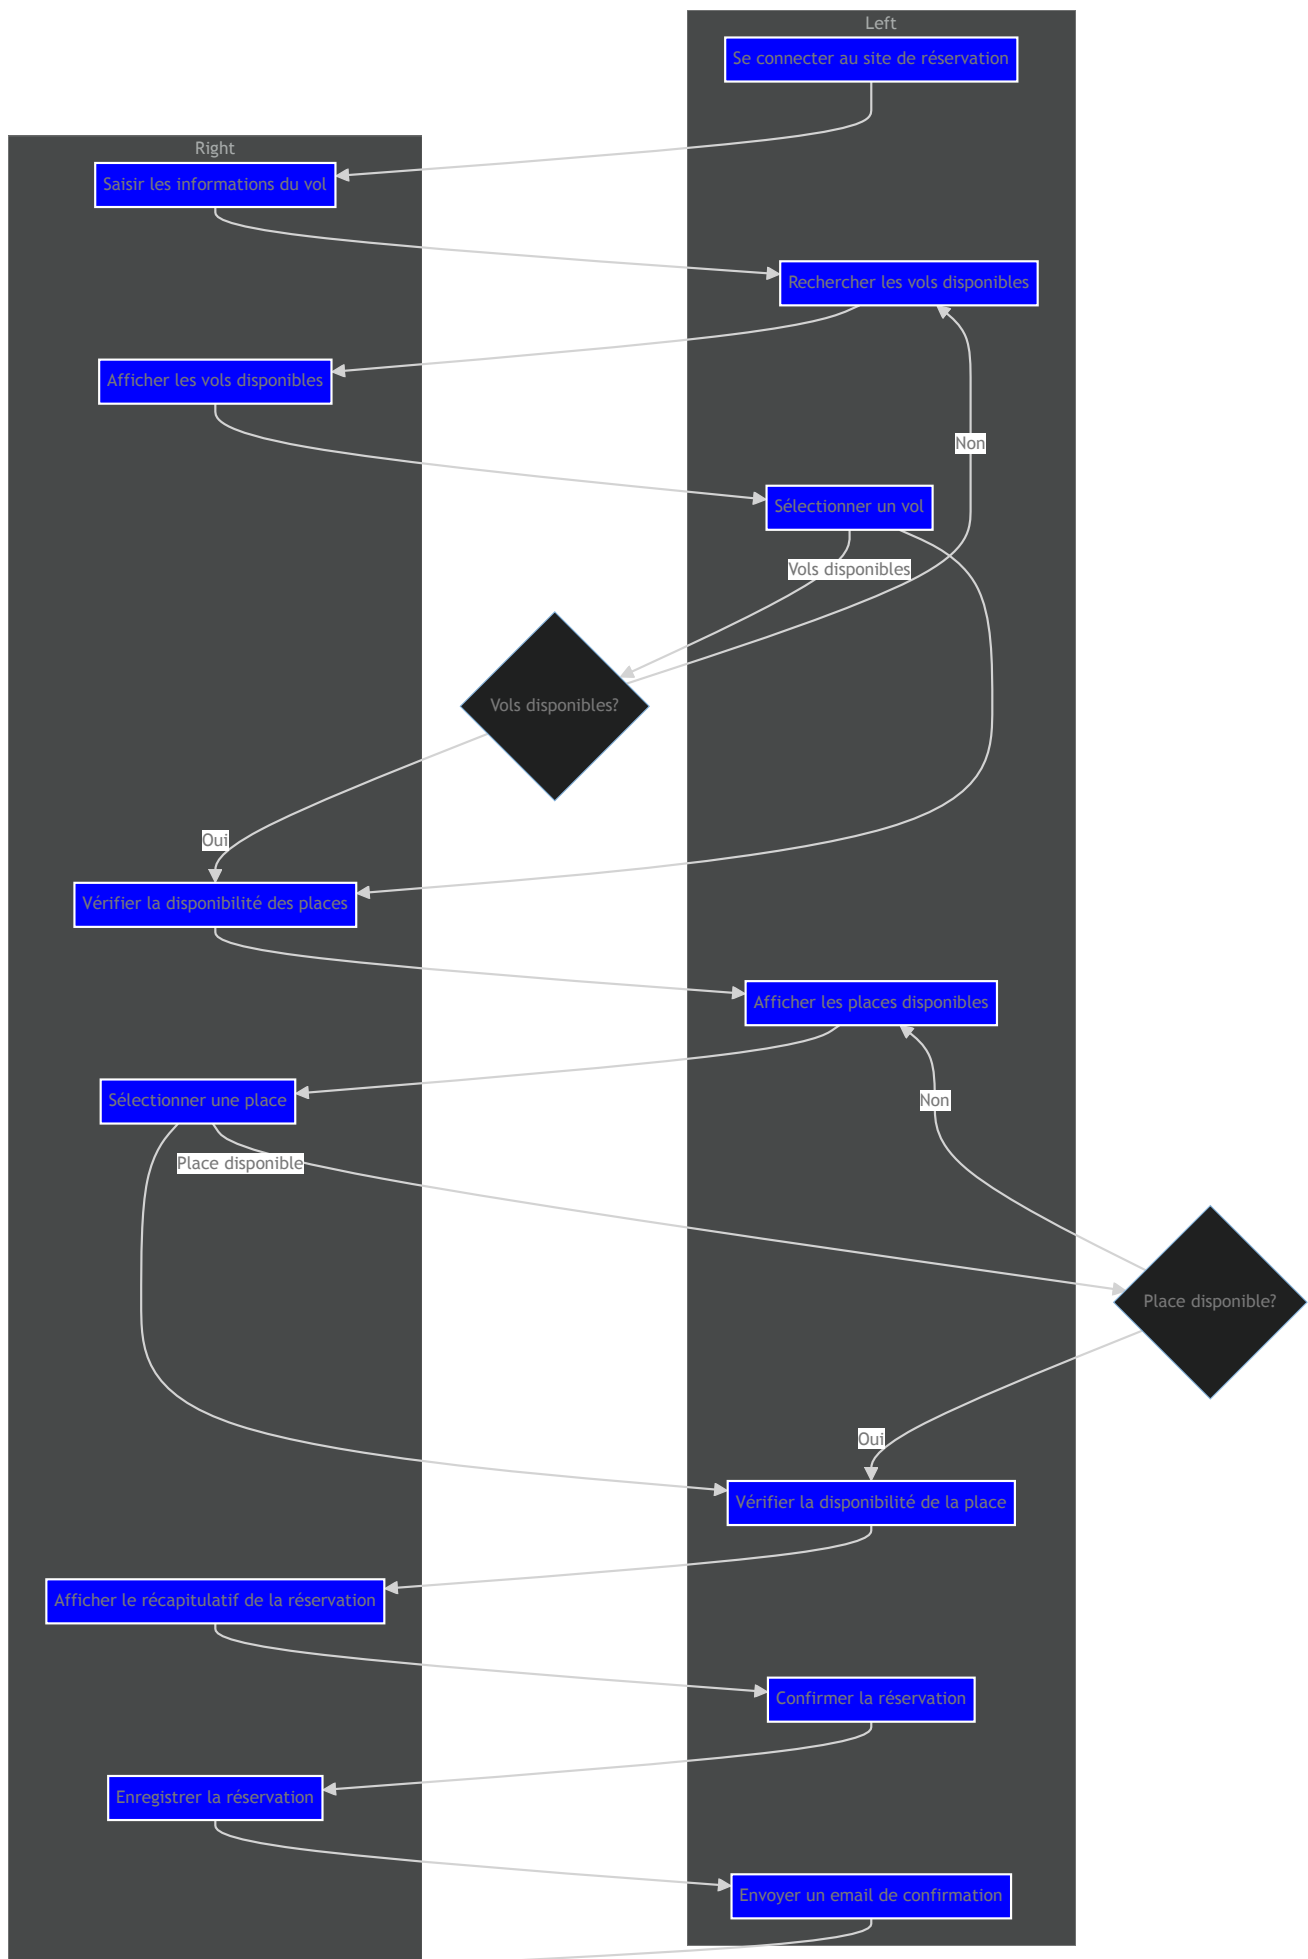 Left
Se connecter au site de réservation
Right
Saisir les informations du vol
Rechercher les vols disponibles
Afficher les vols disponibles
Non
Sélectionner un vol
Vols disponibles
Vols disponibles?
Oui
Vérifier la disponibilité des places
Afficher les places disponibles
Sélectionner une place
Non
Place disponible
Place disponible?
Oui
Vérifier la disponibilité de la place
Afficher le récapitulatif de la réservation
Confirmer la réservation
Enregistrer la réservation
Envoyer un email de confirmation